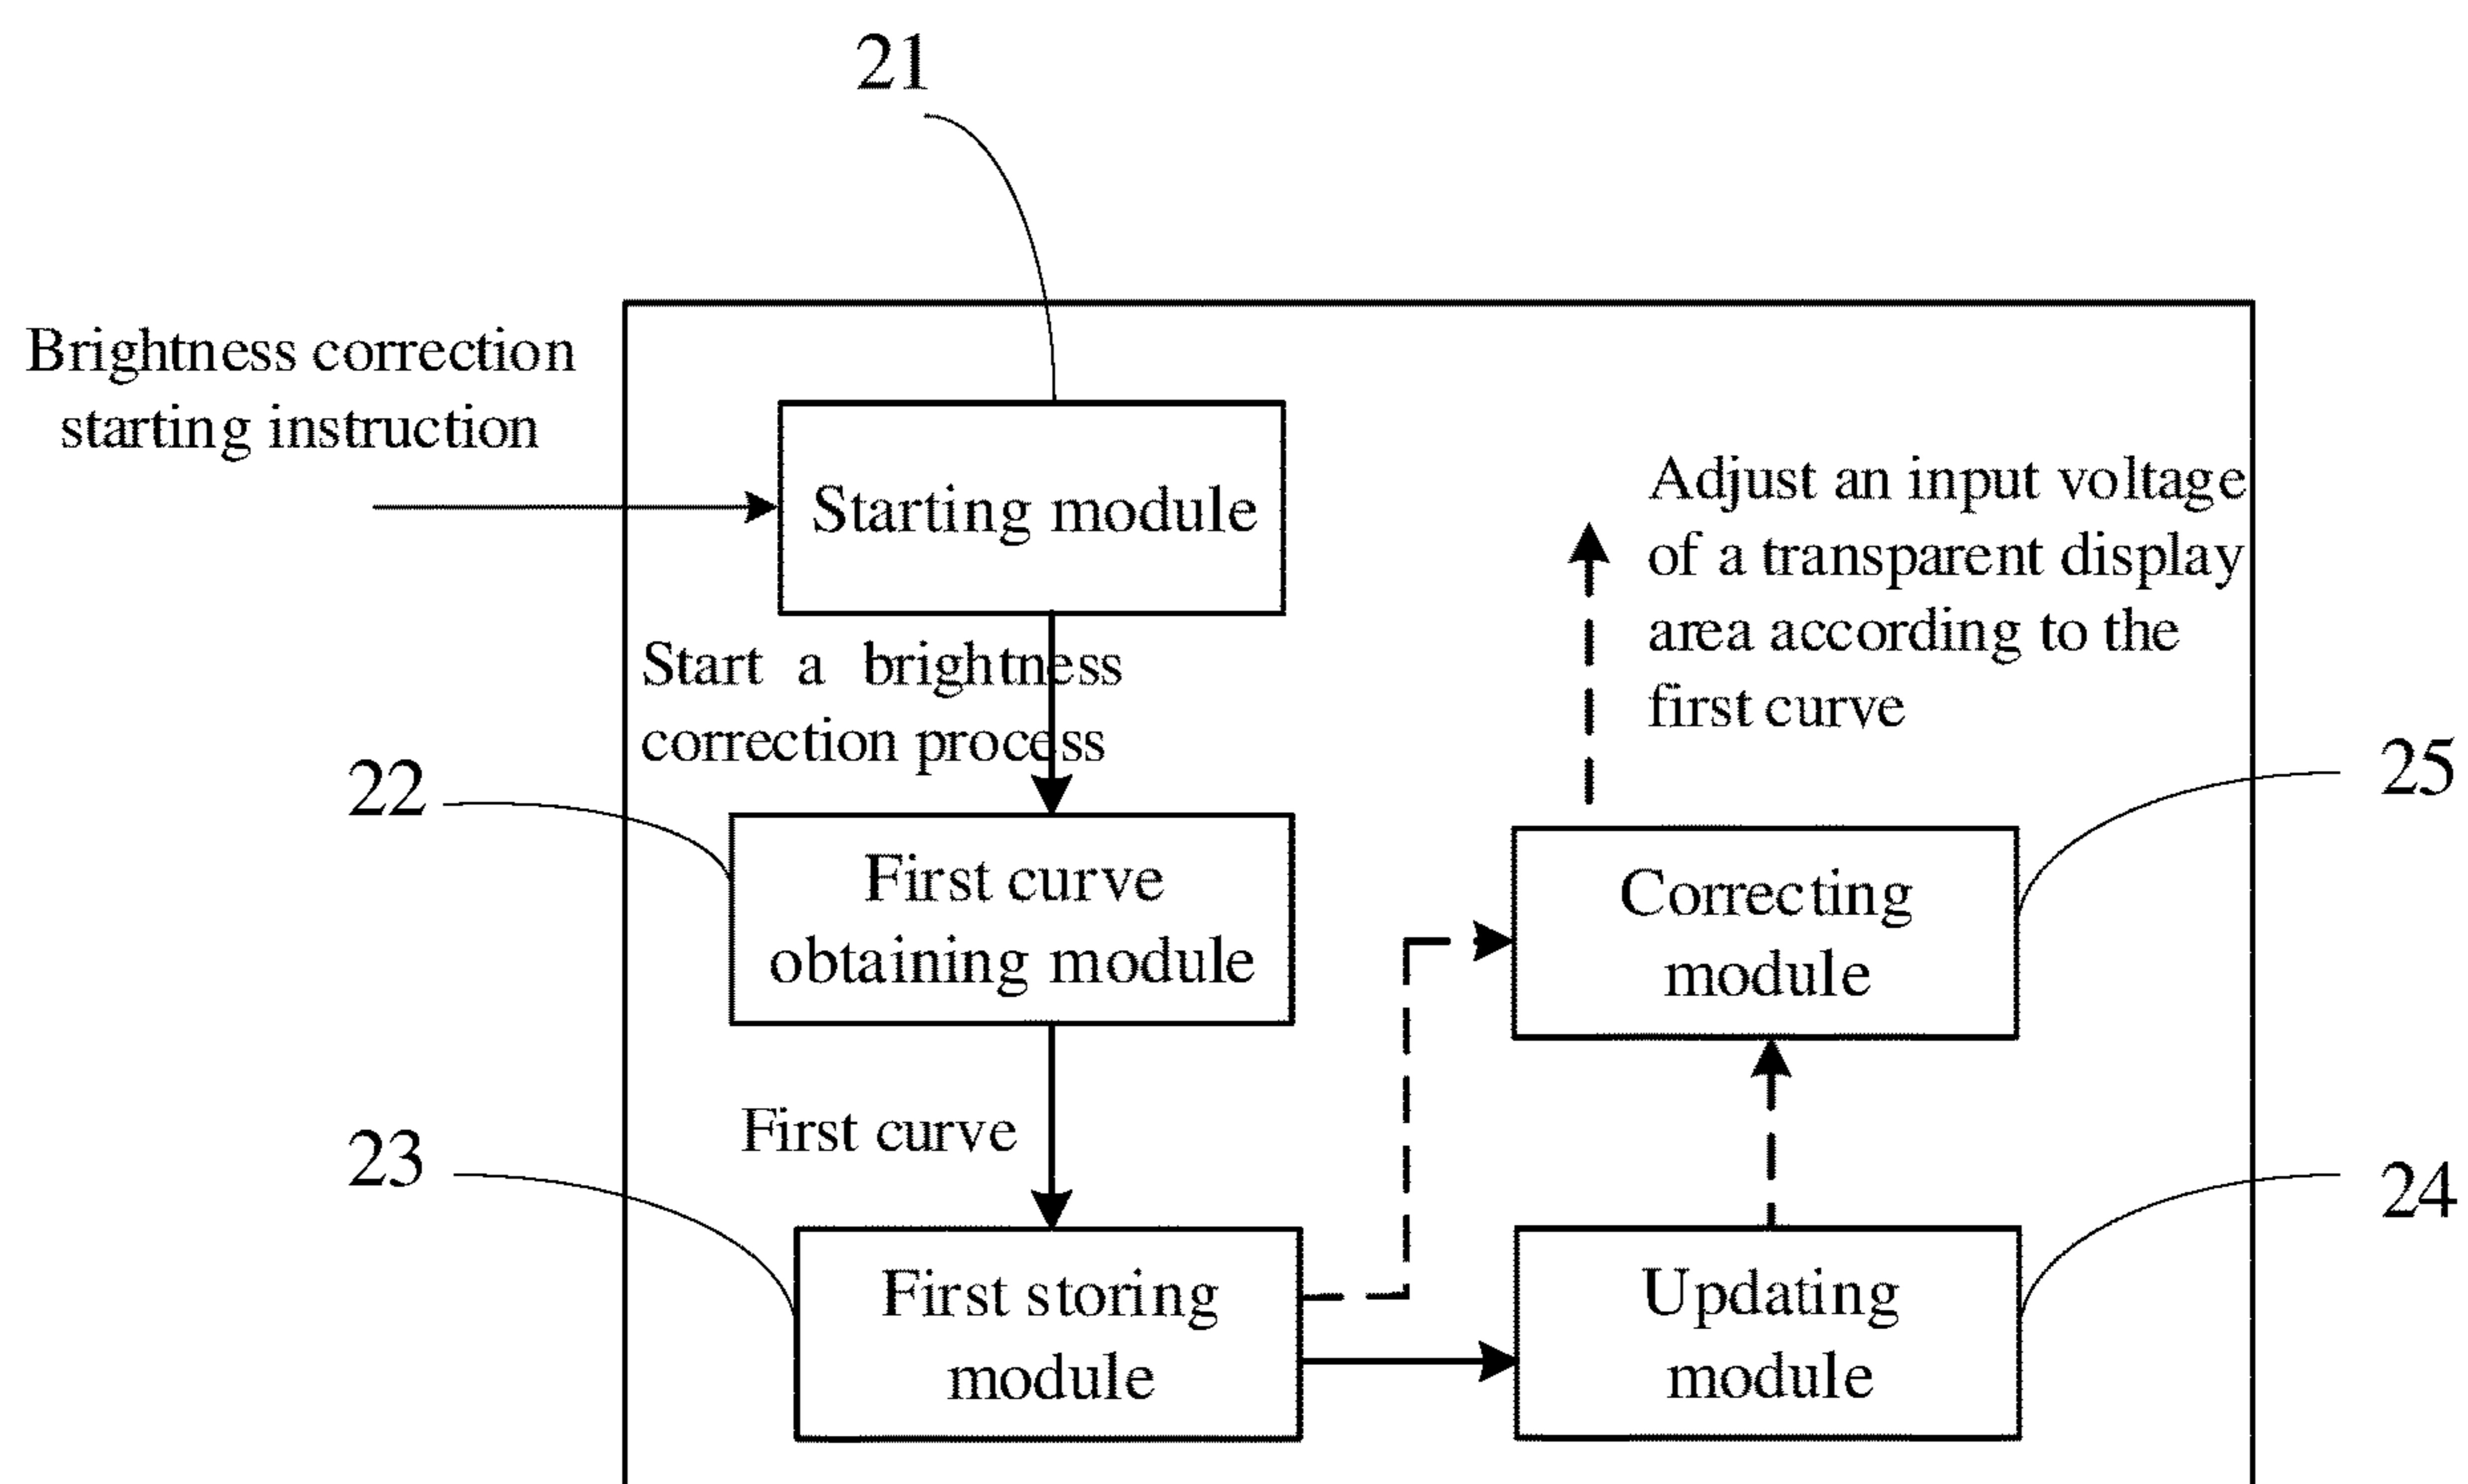 21
Brightness correction
starting instruction
Starting module
Adjust an input voltage
of a transparent display
area according to the
first curve
Start a brightness
correction process
22
25
First curve
obtaining module
Correcting
module
First curve
23
24
First storing
module
Updating
module